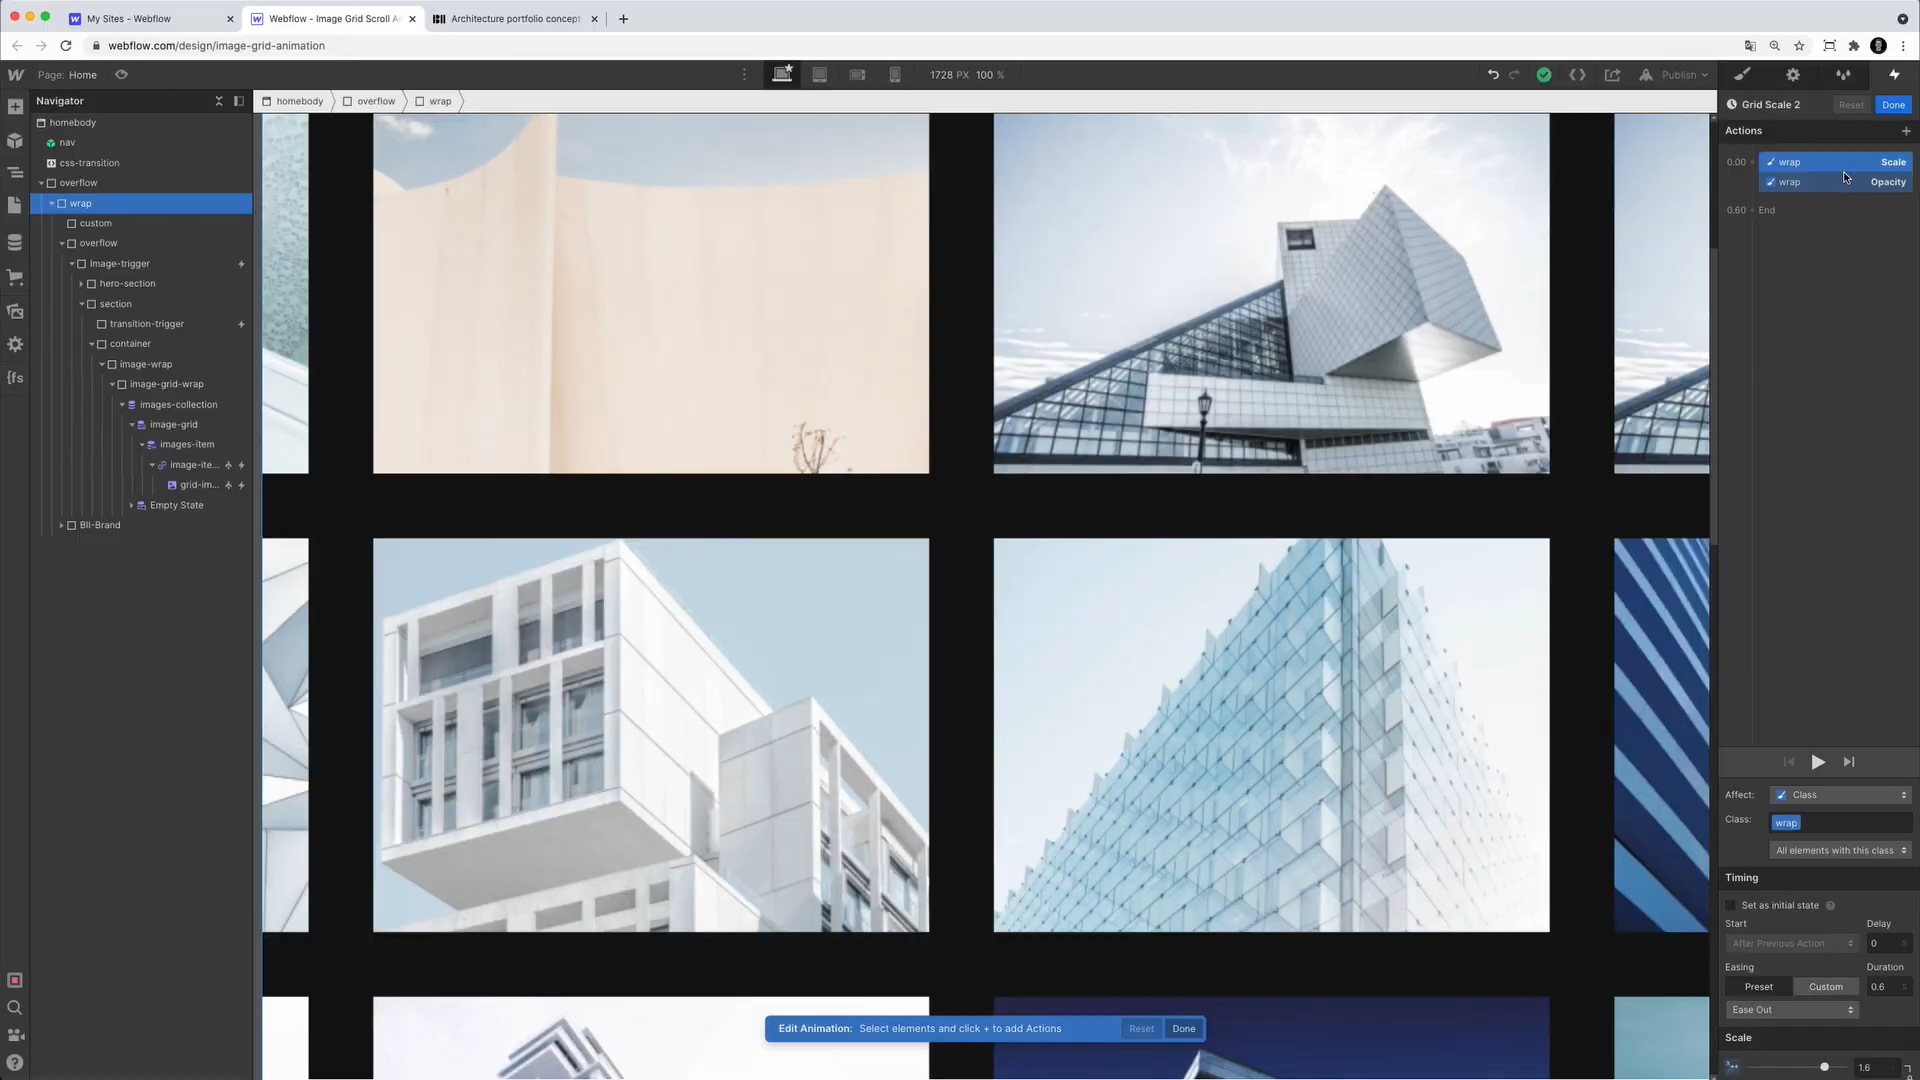 My Sites - Webflow
Webflow - Image Grid Scroll A
Architecture portfolio concept
webflow.com/design/image-grid-animation
Page: Home
1728 PX 100 %
Publish
Navigator
homebody
overflow
wrap
Grid Scale 2
Reset
Done
Actions
homebody
nav
css-transition
overflow
wrap
custom
overflow
Image-trigger
hero-section
section
transition-trigger
container
image-wrap
image-grid-wrap
images-collection
image-grid
images-item
image-ite...
grid-im...
Empty State
BII-Brand
0.00
wrap Scale
wrap Opacity
0.60 End
Affect: Class
Class: wrap
All elements with this class
Timing
Set as initial state
Start Delay
After Previous Action 0 S
Easing Duration
Preset Custom 0.6 S
Ease Out
Scale
1.6
Edit Animation: Select elements and click + to add Actions
Reset
Done